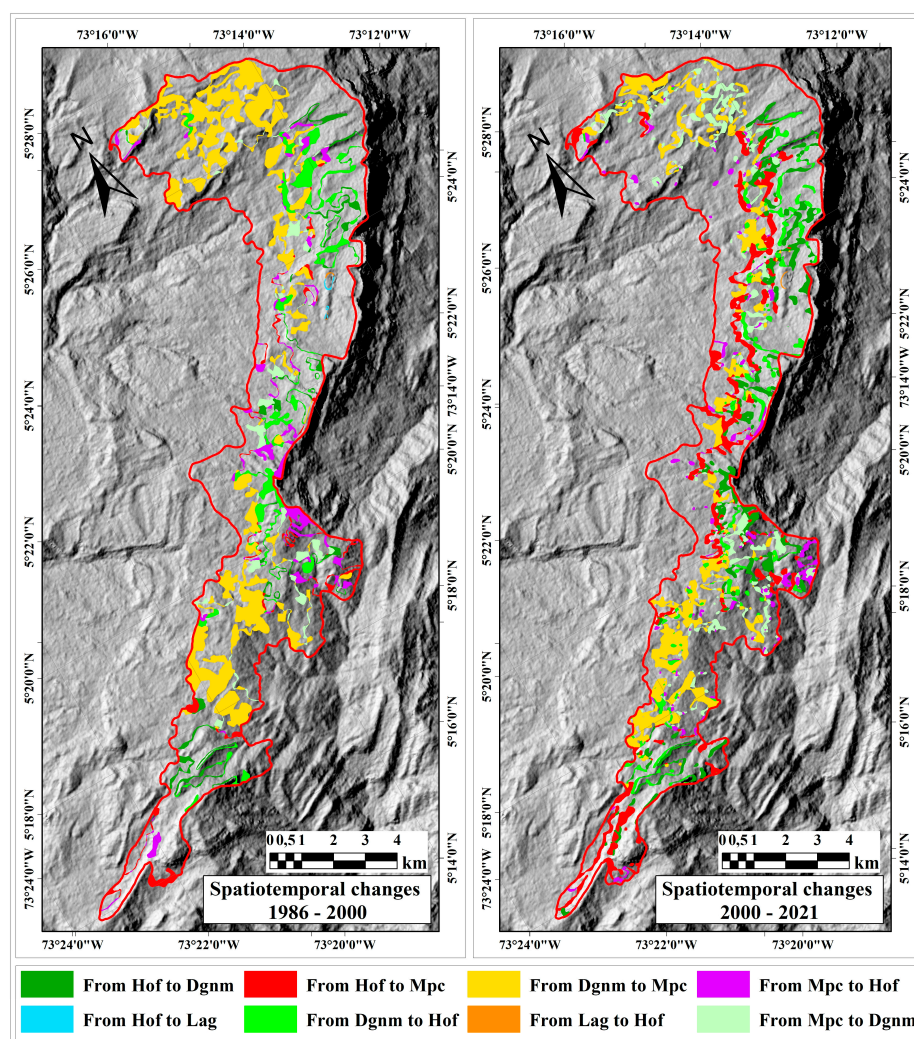 73°16'0"W 73°14'0"W 73°12'0"W
73°16'0"W 73°14'0"W 73°12'0"W
5°28'0"N
5°26'0"N
5°24'0"N
5°22'0"N
5°20'0"N
5°18'0"N
73°24'0"W
5°24'0"N
5°22'0"N
73°14'0"W
5°20'0"N
5°18'0"N
5°16'0"N
5°14'0"N
5°28'0"N
5°26'0"N
5°24'0"N
5°22'0"N
5°20'0"N
5°18'0"N
73°24'0"W
5°24'0"N
5°22'0"N
73°14'0"W
5°20'0"N
5°18'0"N
5°16'0"N
5°14'0"N
N
N
0 0,5 1 2 3 4
km
Spatiotemporal changes
1986 - 2000
0 0,5 1 2 3 4
km
Spatiotemporal changes
2000 - 2021
73°24'0"W 73°22'0"W 73°20'0"W
73°24'0"W 73°22'0"W 73°20'0"W
From Hof to Dgnm From Hof to Mpc From Dgnm to Mpc From Mpc to Hof
From Hof to Lag From Dgnm to Hof From Lag to Hof From Mpc to Dgnm